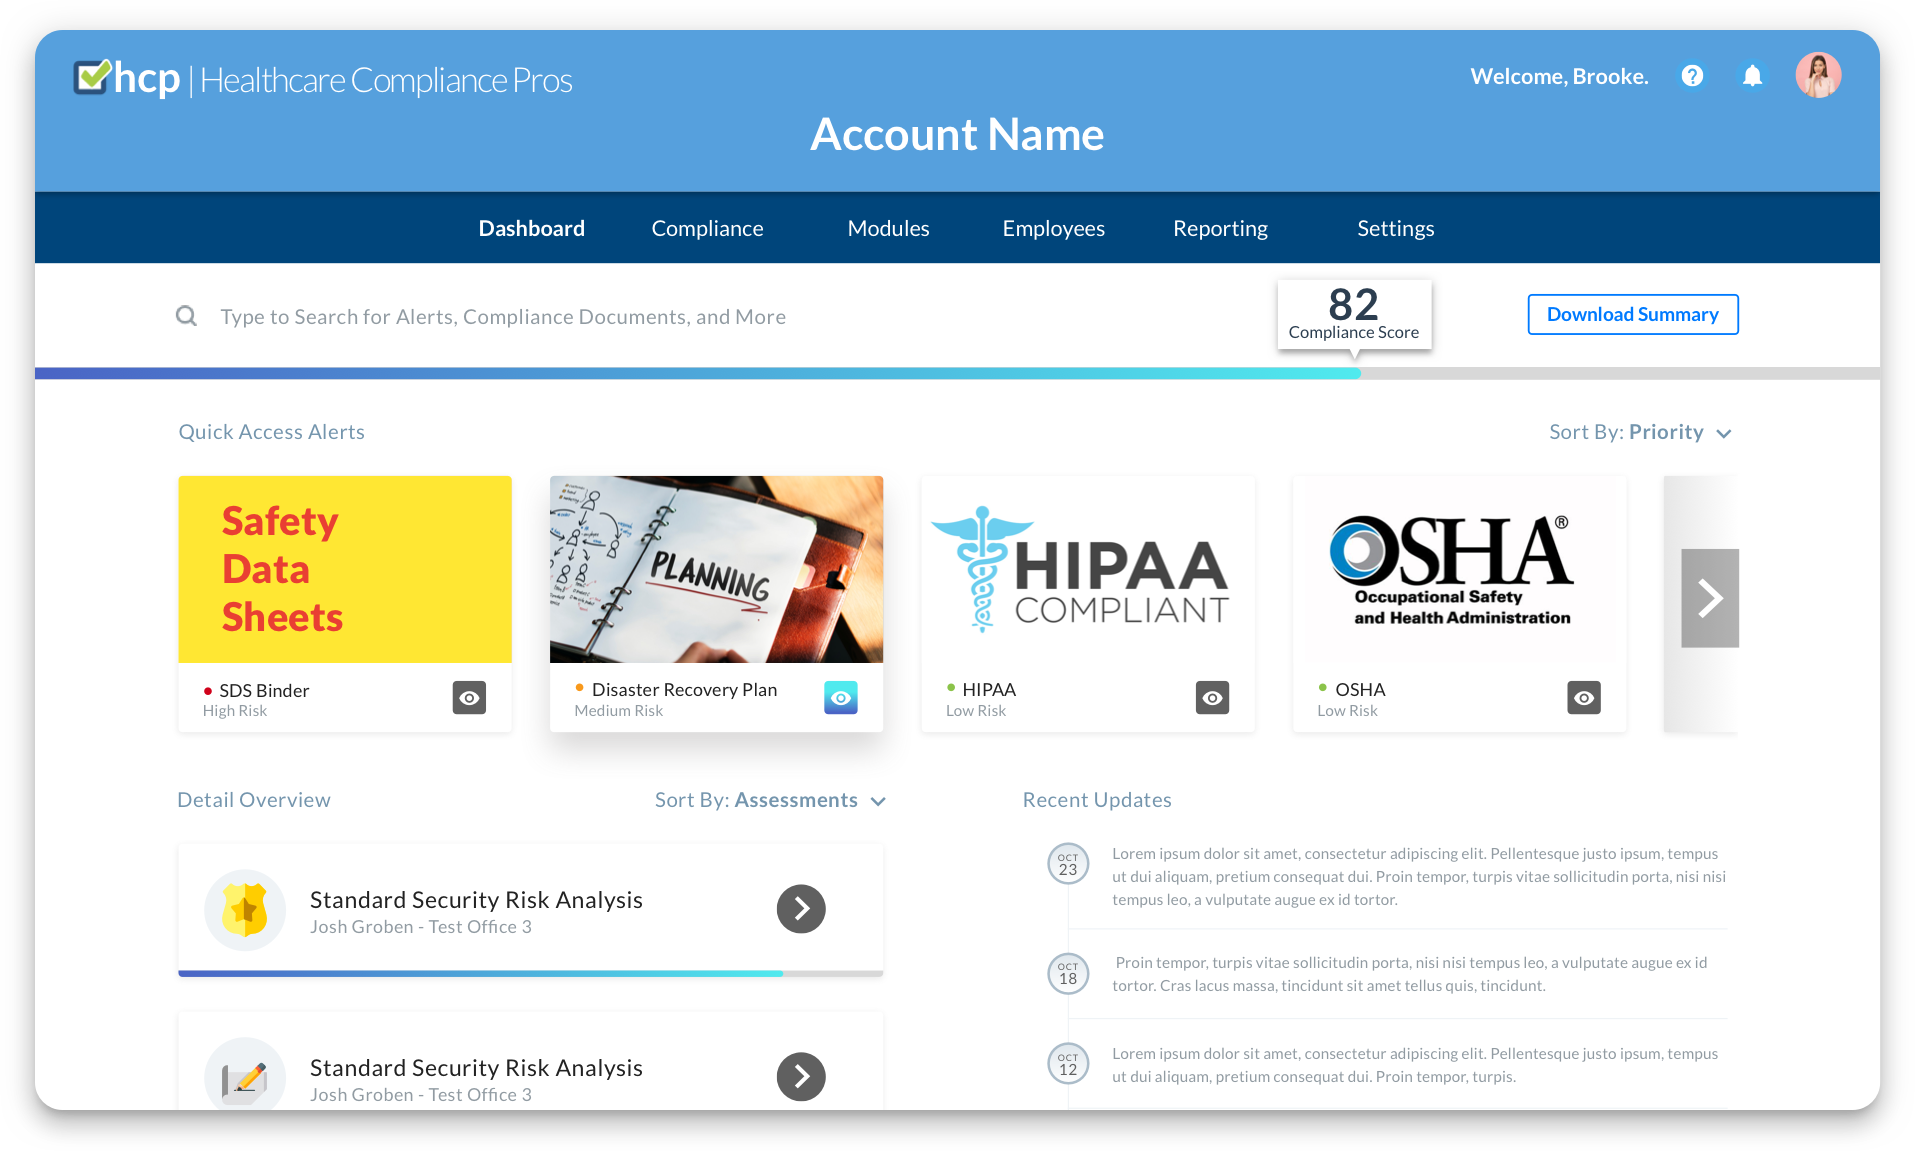 hcp | Healthcare Compliance Pros
Welcome, Brooke.
?
Account Name
Dashboard
Compliance
Modules
Employees
Reporting
Settings
Type to Search for Alerts, Compliance Documents, and More
82
Compliance Score
Download Summary
Quick Access Alerts
Sort By: Priority
Safety
Data
Sheets
PLANNING
HIPAA
COMPLIANT
OSHA®
Occupational Safety
and Health Administration
SDS Binder
High Risk
Disaster Recovery Plan
Medium Risk
HIPAA
Low Risk
OSHA
Low Risk
Detail Overview
Sort By: Assessments
Standard Security Risk Analysis
Josh Groben - Test Office 3
Standard Security Risk Analysis
Josh Groben - Test Office 3
Recent Updates
OCT
23
Lorem ipsum dolor sit amet, consectetur adipiscing elit. Pellentesque justo ipsum, tempus
ut dui aliquam, pretium consequat dui. Proin tempor, turpis vitae sollicitudin porta, nisi nisi
tempus leo, a vulputate augue ex id tortor.
OCT
18
Proin tempor, turpis vitae sollicitudin porta, nisi nisi tempus leo, a vulputate augue ex id
tortor. Cras lacus massa, tincidunt sit amet tellus quis, tincidunt.
OCT
12
Lorem ipsum dolor sit amet, consectetur adipiscing elit. Pellentesque justo ipsum, tempus
ut dui aliquam, pretium consequat dui. Proin tempor, turpis.